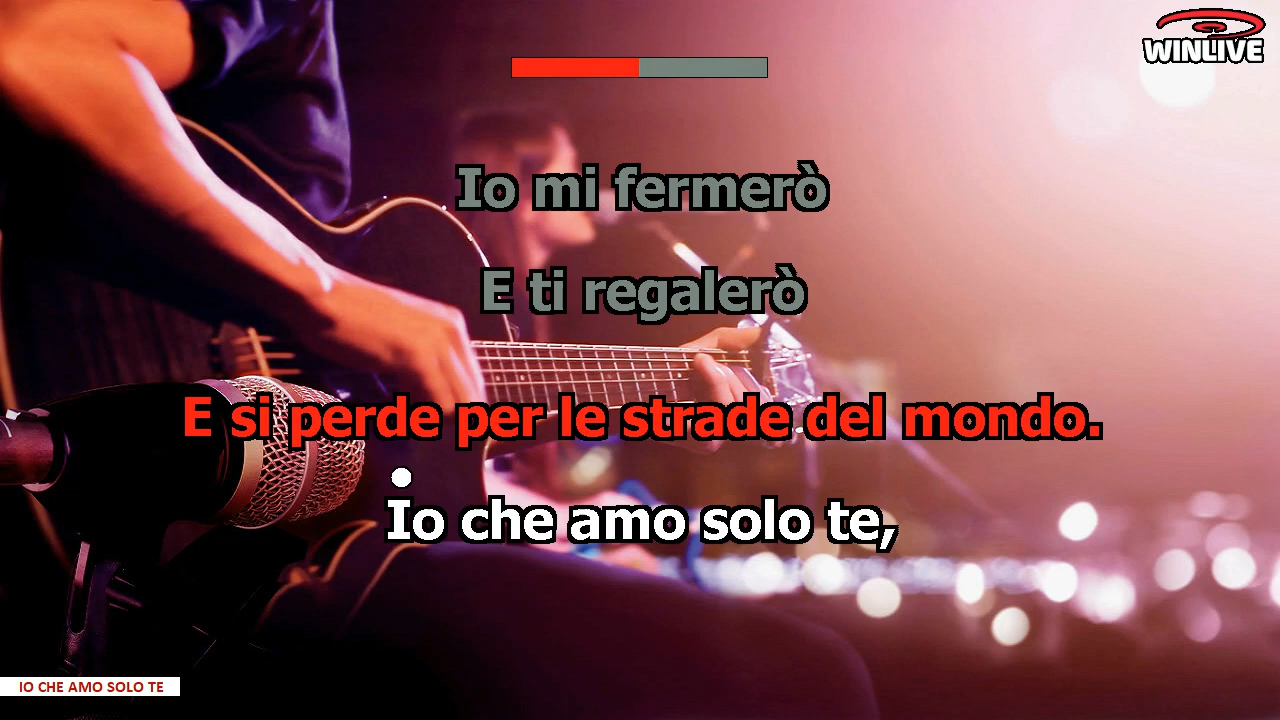 WINLIVE
Io mi fermerò
E ti regalerò
E si perde per le strade del mondo.
Io che amo solo te,
IO CHE AMO SOLO TE